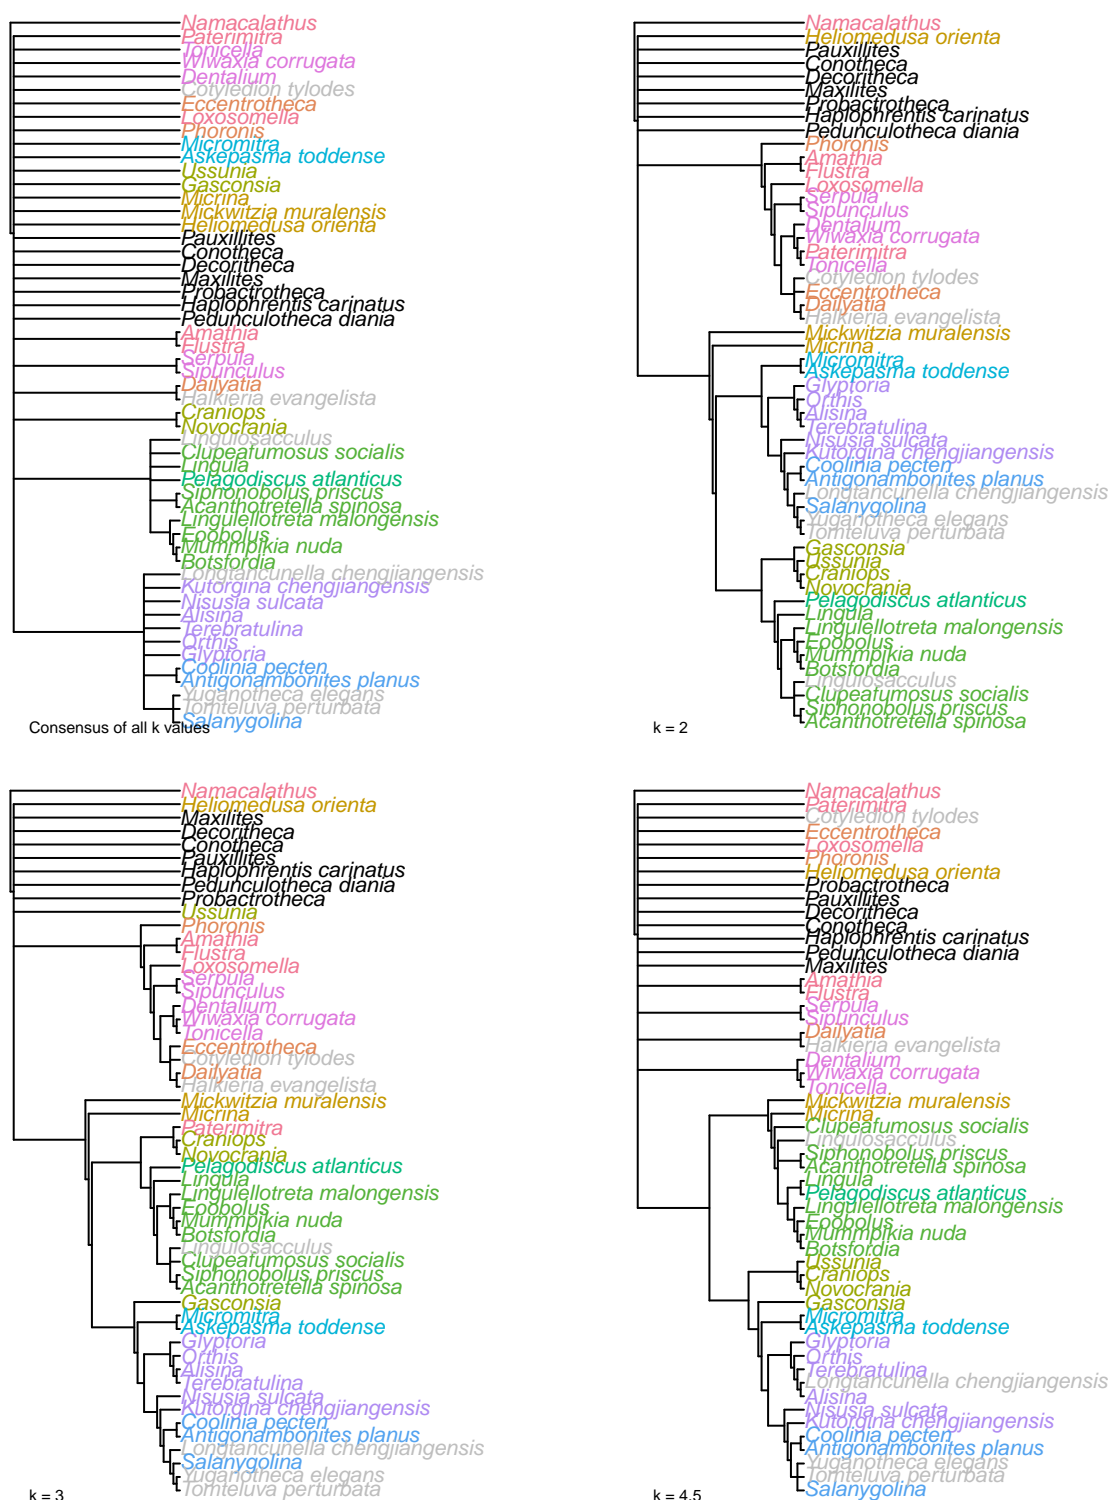 Namacalathus
Paterimitra
Tonicella
Wiwaxia corrugata
Dentalium
Cotyledion tylodes
Eccentrotheca
Loxosomella
Phoronis
Micromitra
Askepasma toddense
Ussunia
Gasconsia
Micrina
Mickwitzia muralensis
Heliomedusa orienta
Pauxillites
Conotheca
Decoritheca
Maxilites
Probactrotheca
Haplophrentis carinatus
Pedunculotheca diania
Amathia
Flustra
Serpula
Sipunculus
Dailyatia
Halkieria evangelista
Craniops
Novocrania
Lingulosacculus
Clupeafumosus socialis
Lingula
Pelagodiscus atlanticus
Siphonobolus priscus
Acanthotretella spinosa
Lingulellotreta malongensis
Eoobolus
Mummpikia nuda
Botsfordia
Longtancunella chengjiangensis
Kutorgina chengjiangensis
Nisusia sulcata
Alisina
Terebratulina
Orthis
Glyptoria
Coolinia pecten
Antigonambonites planus
Yuganotheca elegans
Tomteluva perturbata
Salanygolina
Consensus of all k values
Namacalathus
Heliomedusa orienta
Pauxillites
Conotheca
Decoritheca
Maxilites
Probactrotheca
Haplophrentis carinatus
Pedunculotheca diania
Phoronis
Amathia
Flustra
Loxosomella
Serpula
Sipunculus
Dentalium
Wiwaxia corrugata
Paterimitra
Tonicella
Cotyledion tylodes
Eccentrotheca
Dailyatia
Halkieria evangelista
Mickwitzia muralensis
Micrina
Micromitra
Askepasma toddense
Glyptoria
Orthis
Alisina
Terebratulina
Nisusia sulcata
Kutorgina chengjiangensis
Coolinia pecten
Antigonambonites planus
Longtancunella chengjiangensis
Salanygolina
Yuganotheca elegans
Tomteluva perturbata
Gasconsia
Ussunia
Craniops
Novocrania
Pelagodiscus atlanticus
Lingula
Lingulellotreta malongensis
Eoobolus
Mummpikia nuda
Botsfordia
Lingulosacculus
Clupeafumosus socialis
Siphonobolus priscus
Acanthotretella spinosa
k = 2
Namacalathus
Heliomedusa orienta
Maxilites
Decoritheca
Conotheca
Pauxillites
Haplophrentis carinatus
Pedunculotheca diania
Probactrotheca
Ussunia
Phoronis
Amathia
Flustra
Loxosomella
Serpula
Sipunculus
Dentalium
Wiwaxia corrugata
Tonicella
Eccentrotheca
Cotyledion tylodes
Dailyatia
Halkieria evangelista
Mickwitzia muralensis
Micrina
Paterimitra
Craniops
Novocrania
Pelagodiscus atlanticus
Lingula
Lingulellotreta malongensis
Eoobolus
Mummpikia nuda
Botsfordia
Lingulosacculus
Clupeafumosus socialis
Siphonobolus priscus
Acanthotretella spinosa
Gasconsia
Micromitra
Askepasma toddense
Glyptoria
Orthis
Alisina
Terebratulina
Nisusia sulcata
Kutorgina chengjiangensis
Coolinia pecten
Antigonambonites planus
Longtancunella chengjiangensis
Salanygolina
Yuganotheca elegans
Tomteluva perturbata
k = 3
Namacalathus
Paterimitra
Cotyledion tylodes
Eccentrotheca
Loxosomella
Phoronis
Heliomedusa orienta
Probactrotheca
Pauxillites
Decoritheca
Conotheca
Haplophrentis carinatus
Pedunculotheca diania
Maxilites
Amathia
Flustra
Serpula
Sipunculus
Dailyatia
Halkieria evangelista
Dentalium
Wiwaxia corrugata
Tonicella
Mickwitzia muralensis
Micrina
Clupeafumosus socialis
Lingulosacculus
Siphonobolus priscus
Acanthotretella spinosa
Lingula
Pelagodiscus atlanticus
Lingulellotreta malongensis
Eoobolus
Mummpikia nuda
Botsfordia
Ussunia
Craniops
Novocrania
Gasconsia
Micromitra
Askepasma toddense
Glyptoria
Orthis
Terebratulina
Longtancunella chengjiangensis
Alisina
Nisusia sulcata
Kutorgina chengjiangensis
Coolinia pecten
Antigonambonites planus
Yuganotheca elegans
Tomteluva perturbata
Salanygolina
k = 4.5